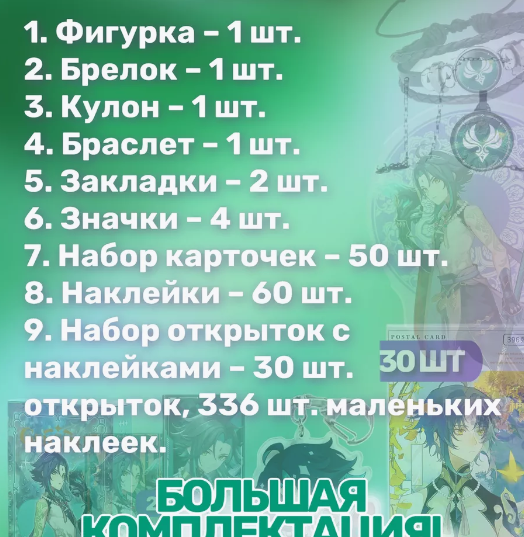 1. Фигурка – 1 шт.
2. Брелок – 1 шт.
3. Кулон – 1 шт.
4. Браслет – 1 шт.
5. Закладки – 2 шт.
6. Значки – 4 шт.
7. Набор карточек – 50 шт.
8. Наклейки – 60 шт.
9. Набор открыток с
POSTAL CARD
наклейками – 30 шт.
30 ШТ
открыток, 336 шт. маленьких
наклеек.
БОЛЬШАЯ
КОМПЛЕКТАЦИЯ!